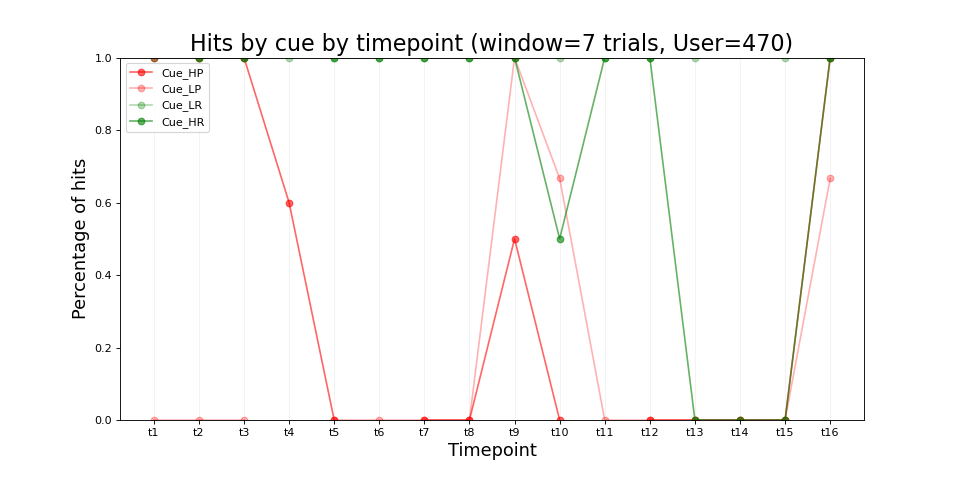 Hits by cue by timepoint (window=7 trials, User=470)
Percentage of hits
1.0
0.8
0.6
0.4
0.2
0.0
Cue_HP
Cue_LP
Cue_LR
Cue_HR
t1 t2 t3 t4 t5 t6 t7 t8 t9 t10 t11 t12 t13 t14 t15 t16
Timepoint